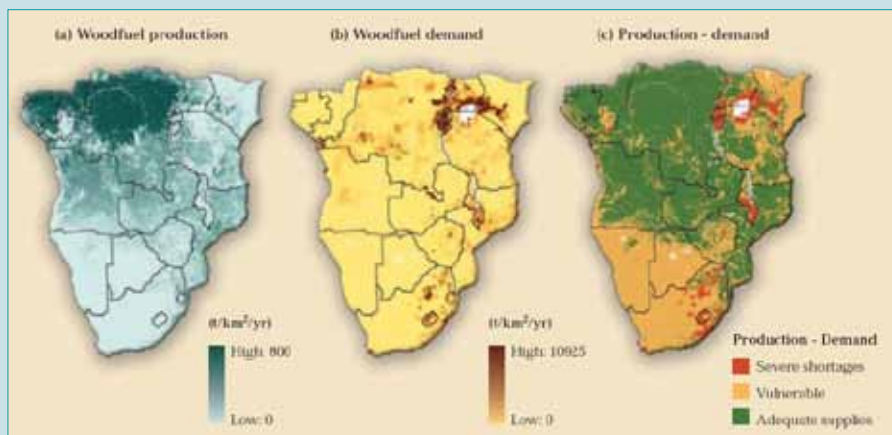 (a) Woodfuel production
(b) Woodfuel demand
(c) Production - demand
(t/km²/yr)
High: 800
Low: 0
(t/km²/yr)
High: 10925
Low: 0
Production - Demand
Severe shortages
Vulnerable
Adequate supplies